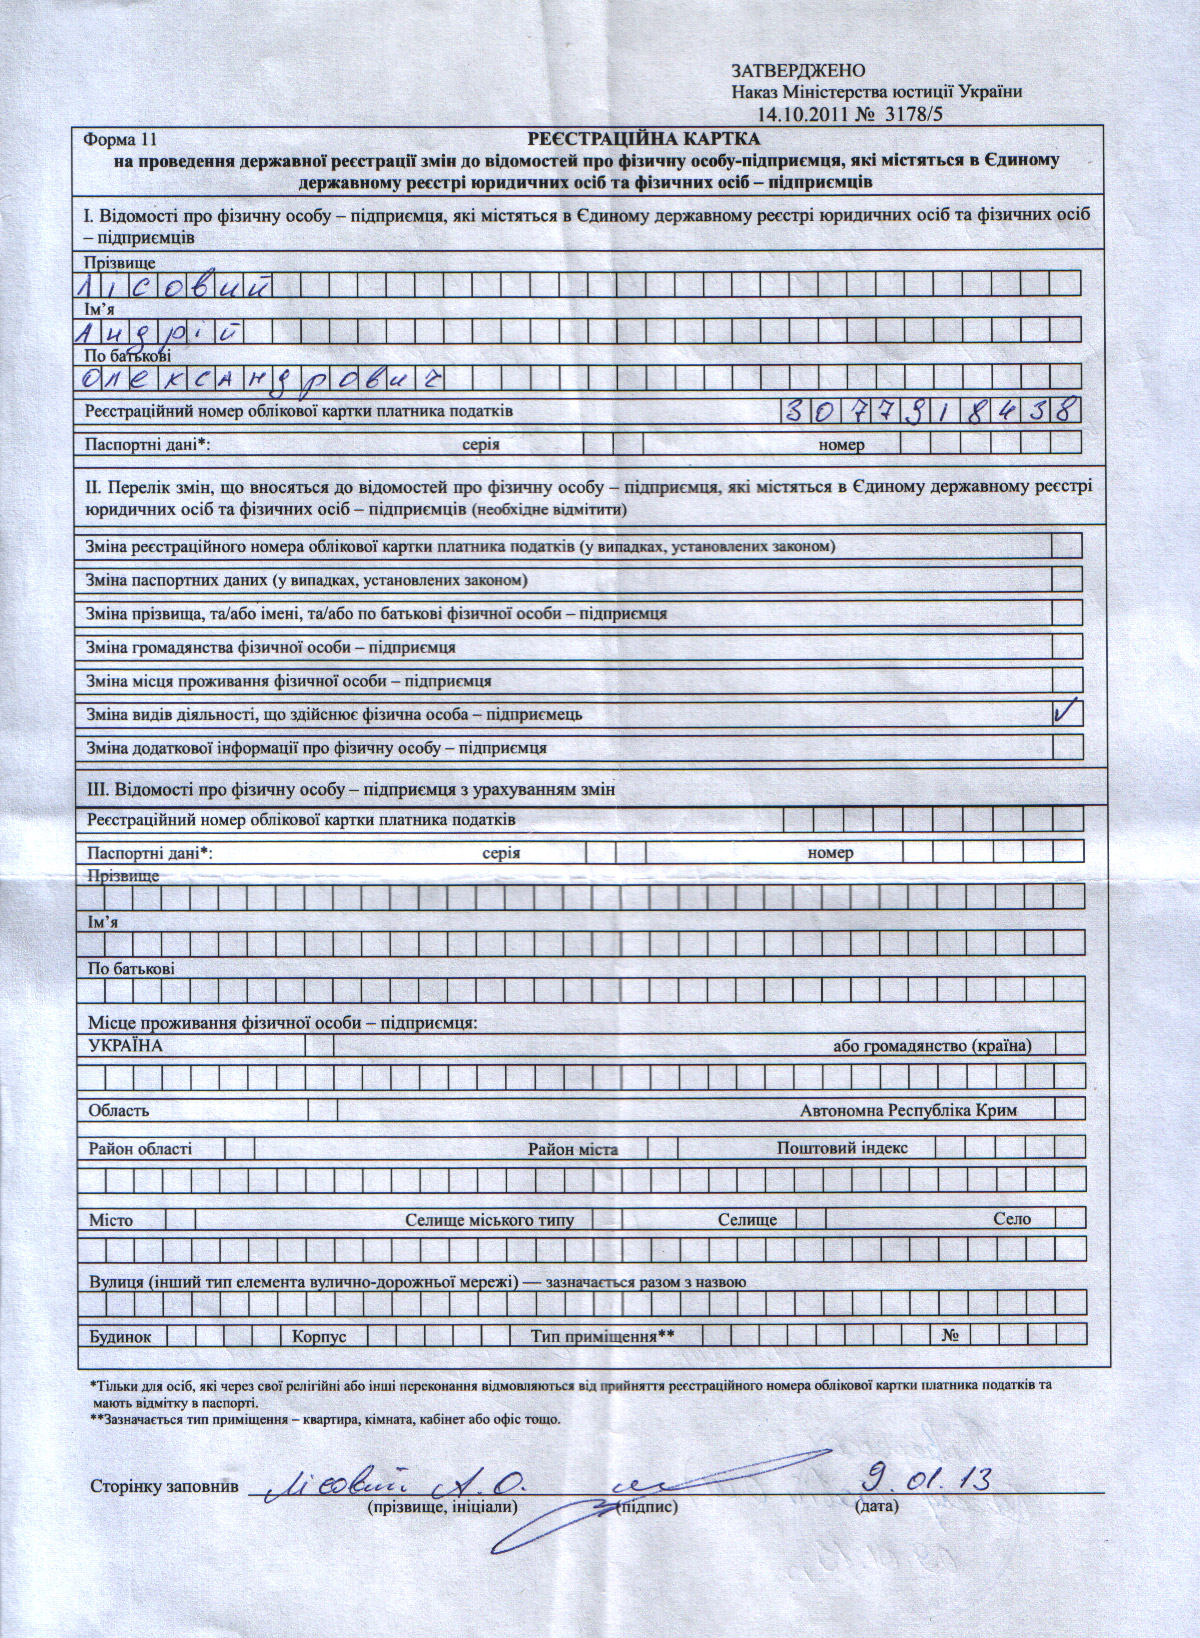 ЗАТВЕРДЖЕНО
Наказ Міністерства юстиції України
14.10.2011 № 3178/5
Форма 11 РЕЄСТРАЦІЙНА КАРТКА
на проведення державної реєстрації змін до відомостей про фізичну особу-підприємця, які містяться в Єдиному
державному реєстрі юридичних осіб та фізичних осіб – підприємців
І. Відомості про фізичну особу – підприємця, які містяться в Єдиному державному реєстрі юридичних осіб та фізичних осіб
– підприємців
Прізвище
Лісовий
Ім’я
Андрій
По батькові
Олександрович
Реєстраційний номер облікової картки платника податків 3077918438
Паспортні дані*: серія номер
ІІ. Перелік змін, що вносяться до відомостей про фізичну особу – підприємця, які містяться в Єдиному державному реєстрі
юридичних осіб та фізичних осіб – підприємців (необхідне відмітити)
Зміна реєстраційного номера облікової картки платника податків (у випадках, установлених законом)
Зміна паспортних даних (у випадках, установлених законом)
Зміна прізвища, та/або імені, та/або по батькові фізичної особи – підприємця
Зміна громадянства фізичної особи – підприємця
Зміна місця проживання фізичної особи – підприємця
Зміна видів діяльності, що здійснює фізична особа – підприємець ✓
Зміна додаткової інформації про фізичну особу – підприємця
ІІІ. Відомості про фізичну особу – підприємця з урахуванням змін
Реєстраційний номер облікової картки платника податків
Паспортні дані*: серія номер
Прізвище
Ім’я
По батькові
Місце проживання фізичної особи – підприємця:
УКРАЇНА або громадянство (країна)
Область Автономна Республіка Крим
Район області Район міста Поштовий індекс
Місто Селище міського типу Селище Село
Вулиця (інший тип елемента вулично-дорожньої мережі) — зазначається разом з назвою
Будинок Корпус Тип приміщення** №
*Тільки для осіб, які через свої релігійні або інші переконання відмовляються від прийняття реєстраційного номера облікової картки платника податків та
мають відмітку в паспорті.
**Зазначається тип приміщення – квартира, кімната, кабінет або офіс тощо.
Сторінку заповнив Лісовий А.О. 9.01.13
(прізвище, ініціали) (підпис) (дата)